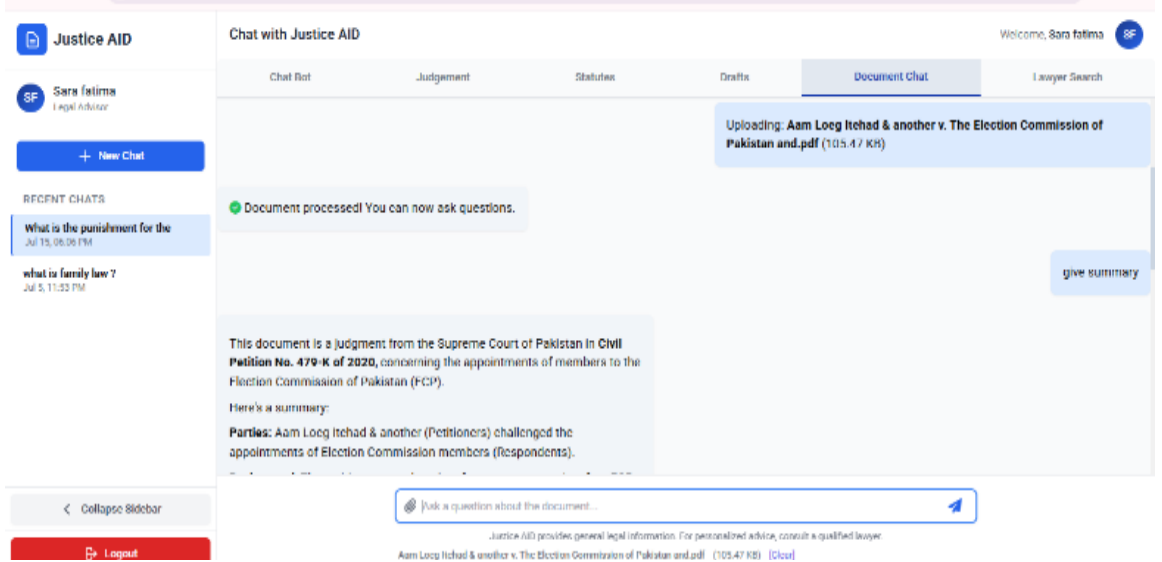 Justice AID
Chat with Justice AID
Welcome, Sara fatima
SF
SF
Sara fatima
Legal Advisor
Chat Bot
Judgement
Statutes
Drafts
Document Chat
Lawyer Search
+ New Chat
RECENT CHATS
What is the punishment for the
Jul 15, 06:06 PM
what is family law ?
Jul 5, 11:53 PM
Uploading: Aam Loeg Itehad & another v. The Election Commission of
Pakistan and.pdf (105.47 KB)
Document processed! You can now ask questions.
give summary
This document is a judgment from the Supreme Court of Pakistan in Civil
Petition No. 479-K of 2020, concerning the appointments of members to the
Election Commission of Pakistan (ECP).
Here's a summary:
Parties: Aam Loeg Itehad & another (Petitioners) challenged the
appointments of Election Commission members (Respondents).
Collapse Sidebar
Logout
Ask a question about the document...
Justice AID provides general legal information. For personalized advice, consult a qualified lawyer.
Aam Loeg Itehad & another v. The Election Commission of Pakistan and.pdf (105.47 KB) [Clear]